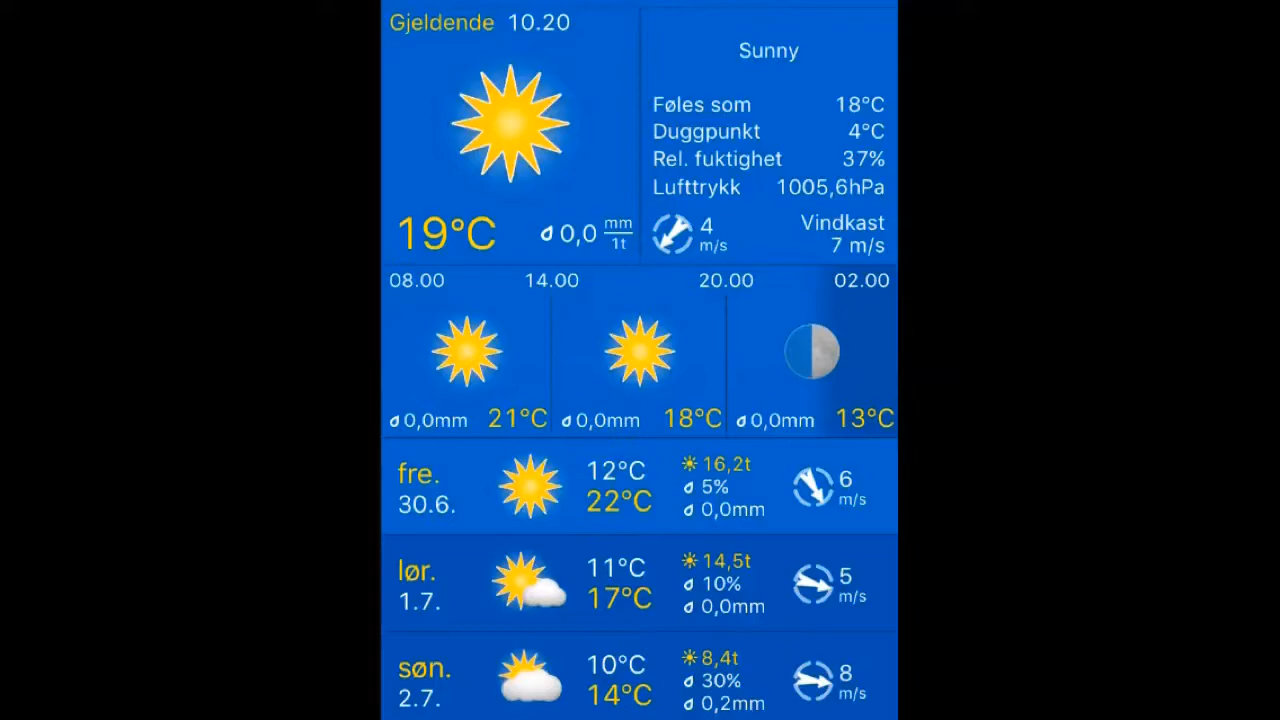 Gjeldende 10.20
Sunny
Føles som 18°C
Duggpunkt 4°C
Rel. fuktighet 37%
Lufttrykk 1005,6hPa
19°C 0,0 mm/1t
4 m/s
Vindkast
7 m/s
08.00 14.00 20.00 02.00
0,0mm 21°C 0,0mm 18°C 0,0mm 13°C
fre.
30.6.
12°C
22°C
16,2t
5%
0,0mm
6
m/s
lør.
1.7.
11°C
17°C
14,5t
10%
0,0mm
5
m/s
søn.
2.7.
10°C
14°C
8,4t
30%
0,2mm
8
m/s